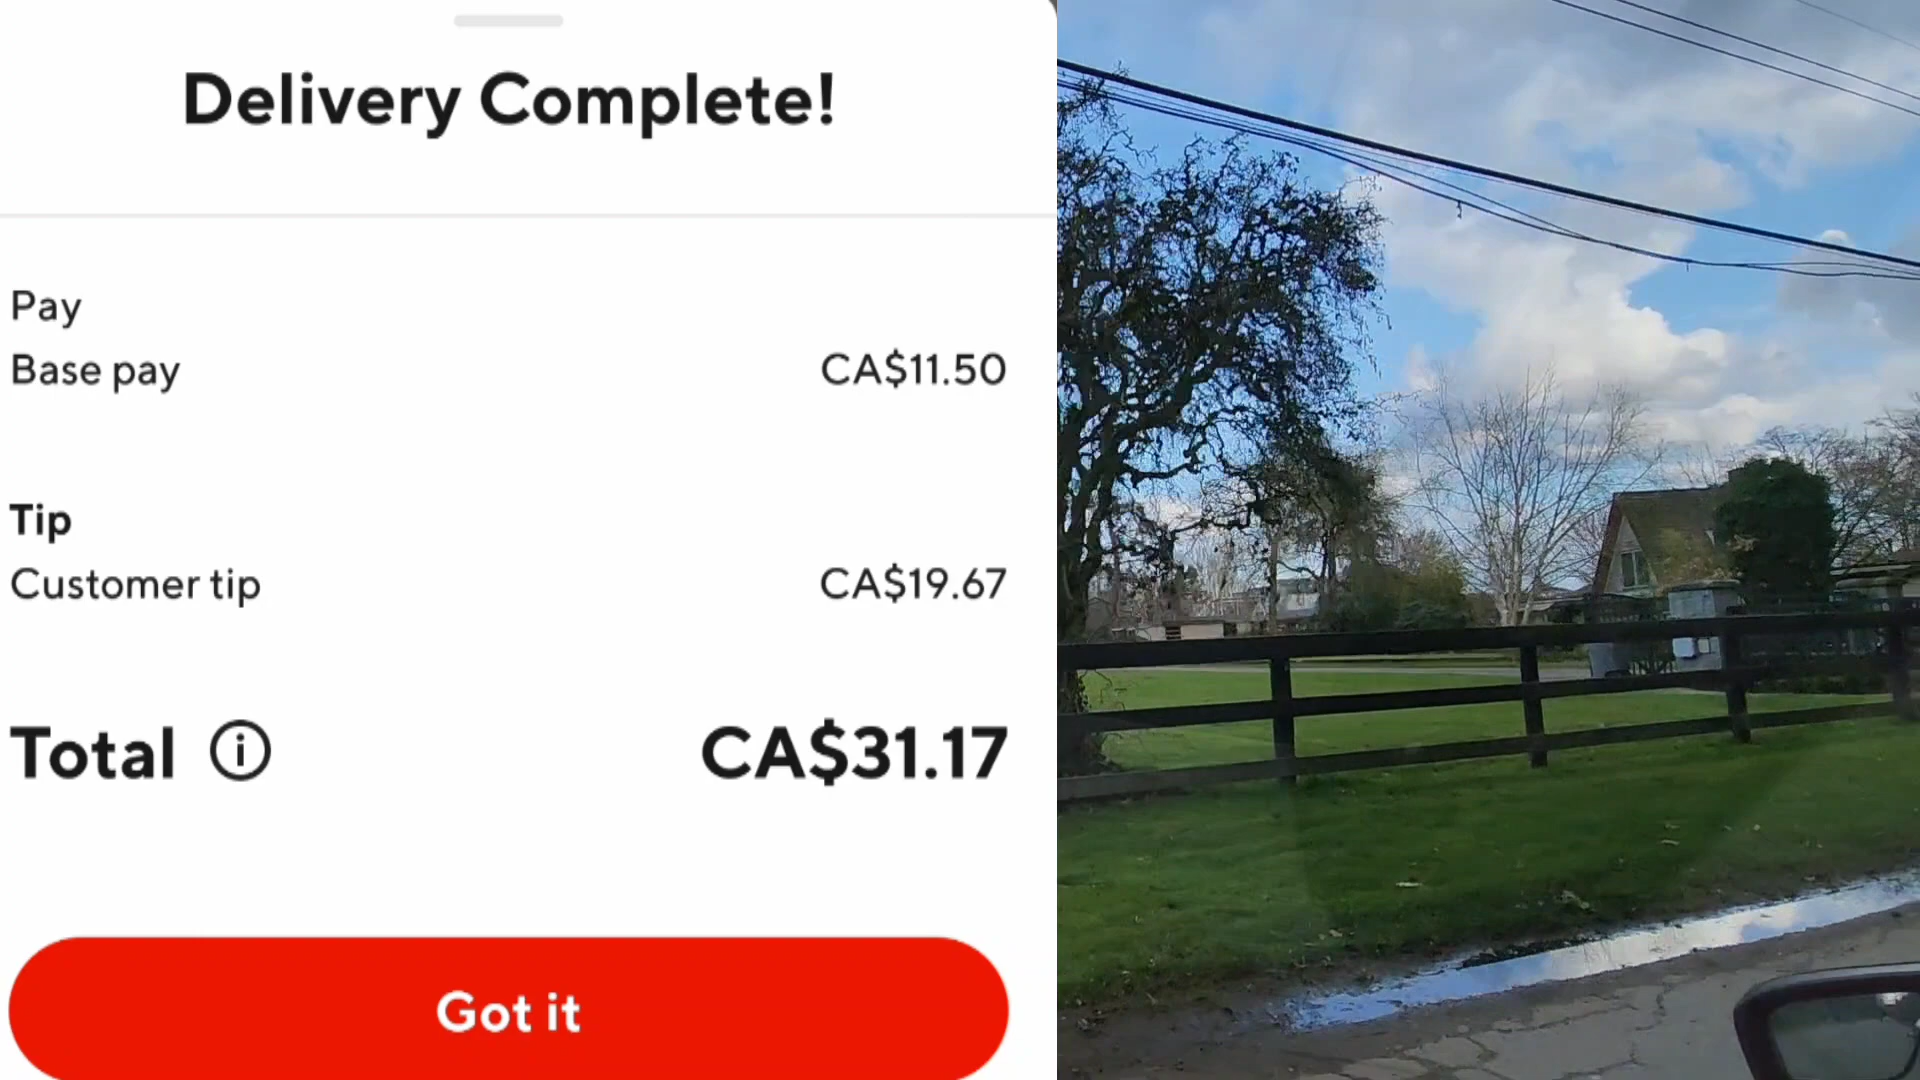 Delivery Complete!
Pay
Base pay CA$11.50
Tip
Customer tip CA$19.67
Total CA$31.17
Got it